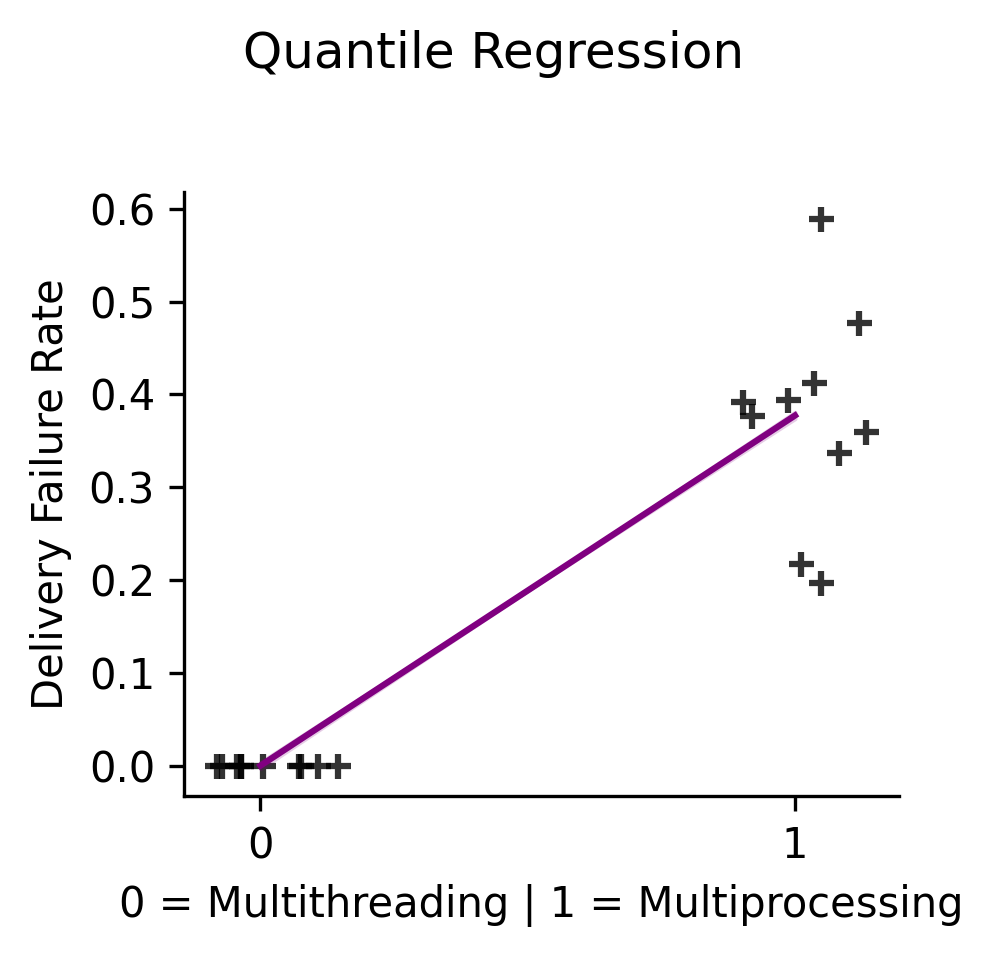 Quantile Regression
Delivery Failure Rate
0.6
0.5
0.4
0.3
0.2
0.1
0.0
0 1
0 = Multithreading | 1 = Multiprocessing